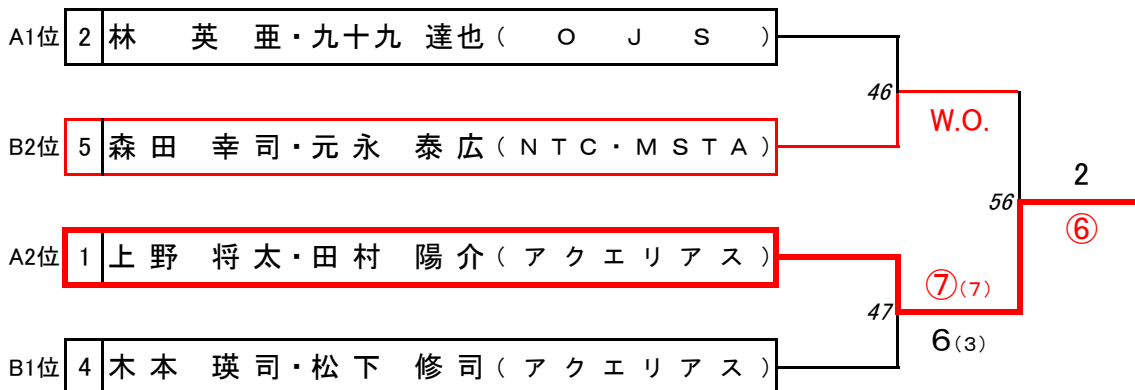 A1位 2 林 英 亜・九十九 達也( O J S )
46
W.O.
B2位 5 森田 幸司・元永 泰広(NTC・MSTA)
2
56
⑥
A2位 1 上野 将太・田村 陽介(アクエリアス)
⑦(7)
47
6(3)
B1位 4 木本 瑛司・松下 修司(アクエリアス)